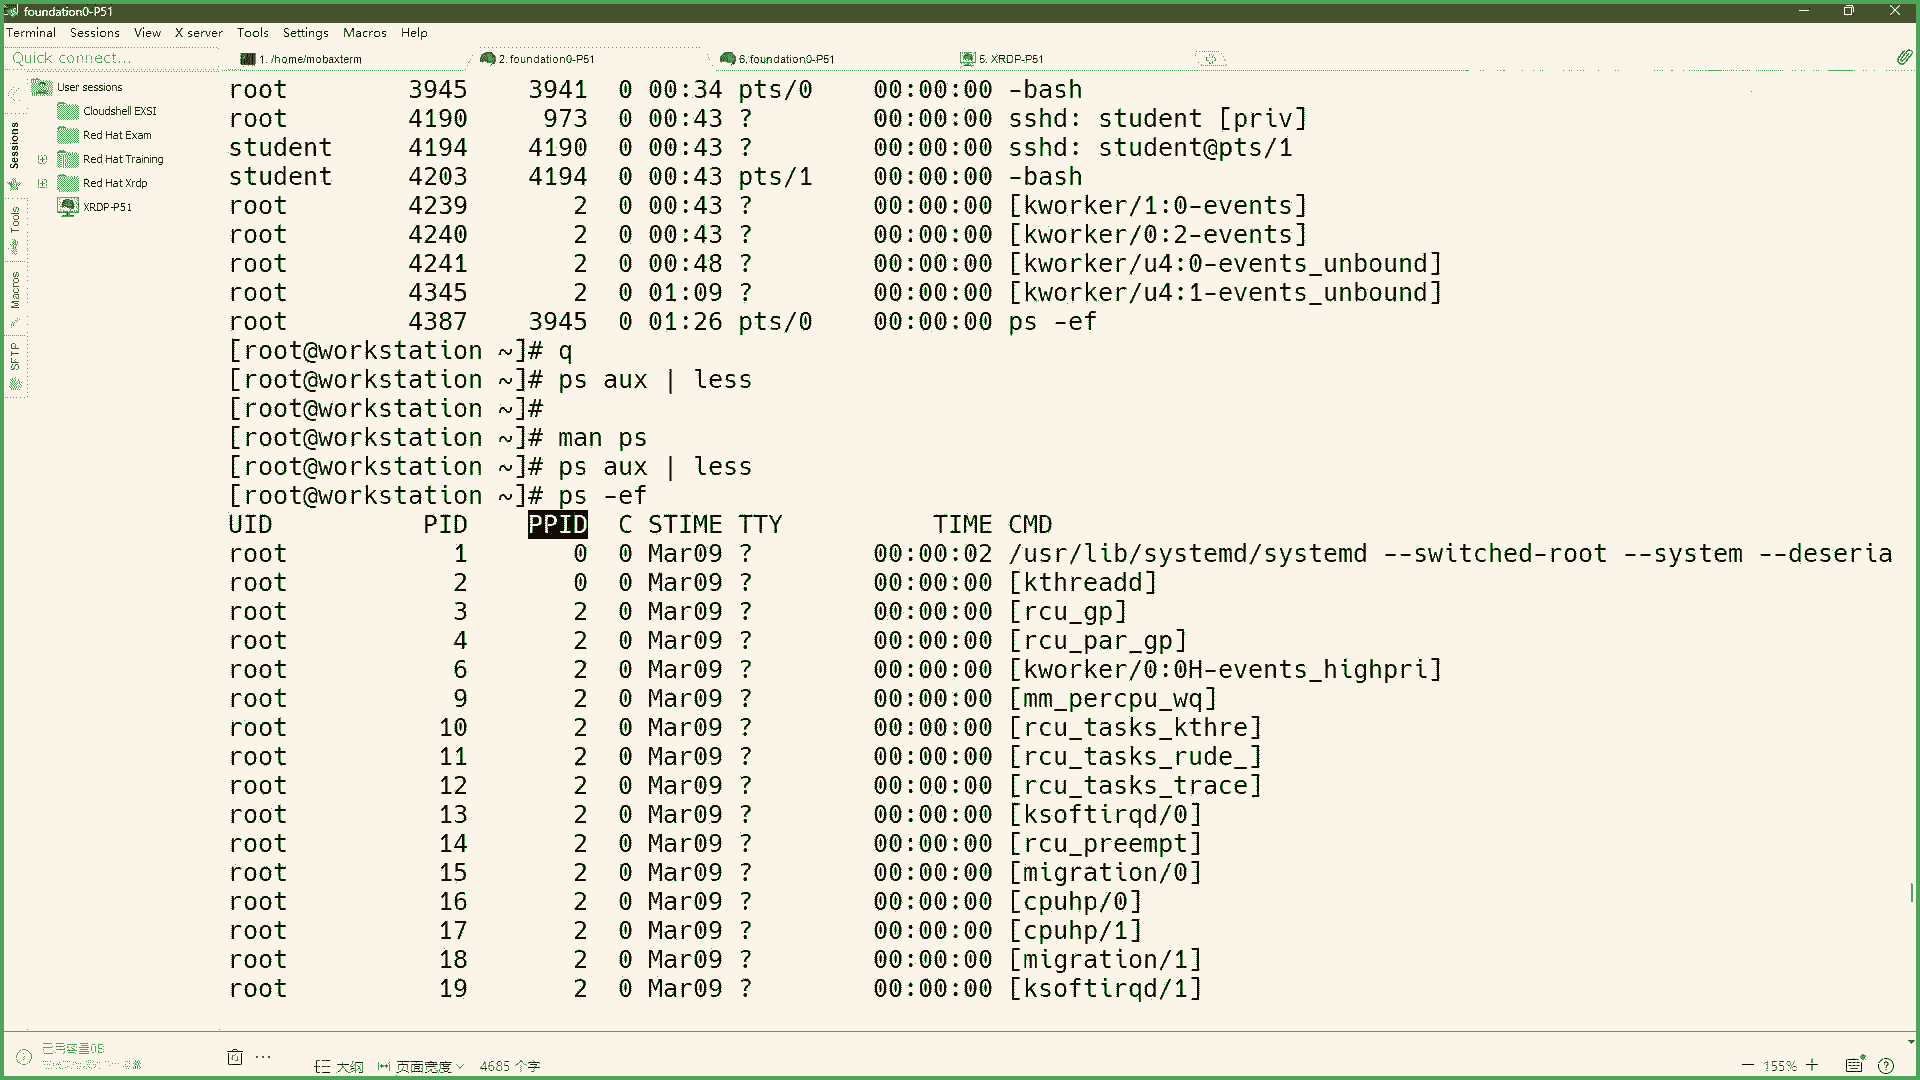 foundation0-P51
Terminal Sessions View X server Tools Settings Macros Help
Quick connect...
1. /home/mobaxterm
2. foundation0-P51
6. foundation0-P51
5. XRDP-P51
Sessions
Tools
Macros
SFTP
User sessions
Cloudshell EXSI
Red Hat Exam
Red Hat Training
Red Hat Xrdp
XRDP-P51
root 3945 3941 0 00:34 pts/0 00:00:00 -bash
root 4190 973 0 00:43 ? 00:00:00 sshd: student [priv]
student 4194 4190 0 00:43 ? 00:00:00 sshd: student@pts/1
student 4203 4194 0 00:43 pts/1 00:00:00 -bash
root 4239 2 0 00:43 ? 00:00:00 [kworker/1:0-events]
root 4240 2 0 00:43 ? 00:00:00 [kworker/0:2-events]
root 4241 2 0 00:48 ? 00:00:00 [kworker/u4:0-events_unbound]
root 4345 2 0 01:09 ? 00:00:00 [kworker/u4:1-events_unbound]
root 4387 3945 0 01:26 pts/0 00:00:00 ps -ef
[root@workstation ~]# q
[root@workstation ~]# ps aux | less
[root@workstation ~]#
[root@workstation ~]# man ps
[root@workstation ~]# ps aux | less
[root@workstation ~]# ps -ef
UID PID PPID C STIME TTY TIME CMD
root 1 0 0 Mar09 ? 00:00:02 /usr/lib/systemd/systemd --switched-root --system --deseria
root 2 0 0 Mar09 ? 00:00:00 [kthreadd]
root 3 2 0 Mar09 ? 00:00:00 [rcu_gp]
root 4 2 0 Mar09 ? 00:00:00 [rcu_par_gp]
root 6 2 0 Mar09 ? 00:00:00 [kworker/0:0H-events_highpri]
root 9 2 0 Mar09 ? 00:00:00 [mm_percpu_wq]
root 10 2 0 Mar09 ? 00:00:00 [rcu_tasks_kthre]
root 11 2 0 Mar09 ? 00:00:00 [rcu_tasks_rude_]
root 12 2 0 Mar09 ? 00:00:00 [rcu_tasks_trace]
root 13 2 0 Mar09 ? 00:00:00 [ksoftirqd/0]
root 14 2 0 Mar09 ? 00:00:00 [rcu_preempt]
root 15 2 0 Mar09 ? 00:00:00 [migration/0]
root 16 2 0 Mar09 ? 00:00:00 [cpuhp/0]
root 17 2 0 Mar09 ? 00:00:00 [cpuhp/1]
root 18 2 0 Mar09 ? 00:00:00 [migration/1]
root 19 2 0 Mar09 ? 00:00:00 [ksoftirqd/1]
已用容量0B
大纲 页面宽度 4685 个字
155%